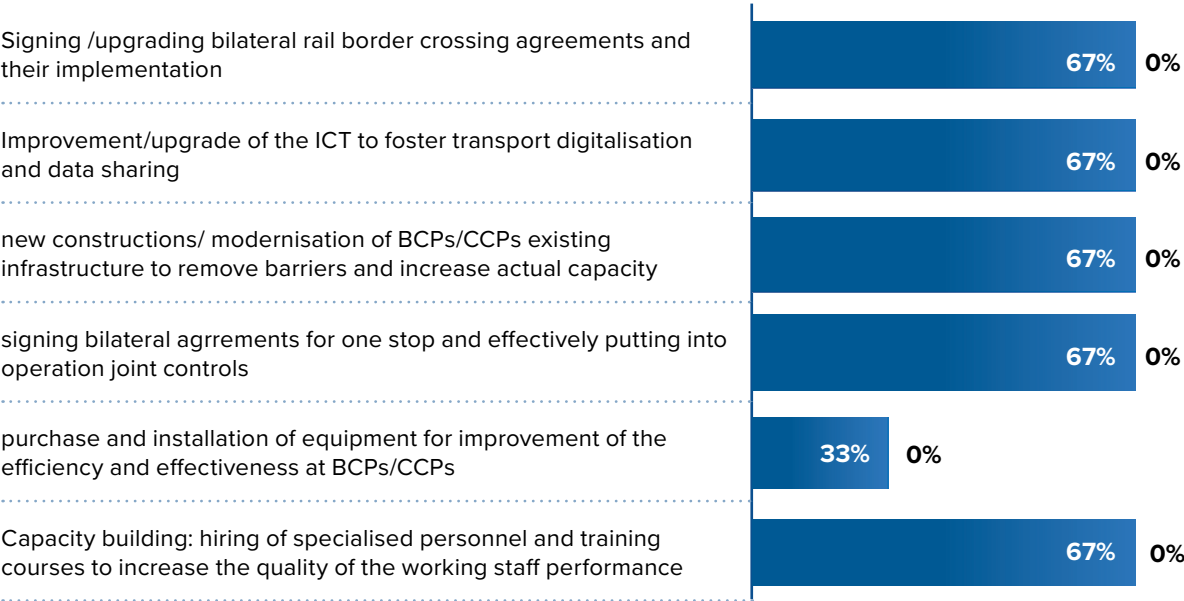 Signing /upgrading bilateral rail border crossing agreements and
their implementation
67% 0%
Improvement/upgrade of the ICT to foster transport digitalisation
and data sharing
67% 0%
new constructions/ modernisation of BCPs/CCPs existing
infrastructure to remove barriers and increase actual capacity
67% 0%
signing bilateral agrrements for one stop and effectively putting into
operation joint controls
67% 0%
purchase and installation of equipment for improvement of the
efficiency and effectiveness at BCPs/CCPs
33% 0%
Capacity building: hiring of specialised personnel and training
courses to increase the quality of the working staff performance
67% 0%